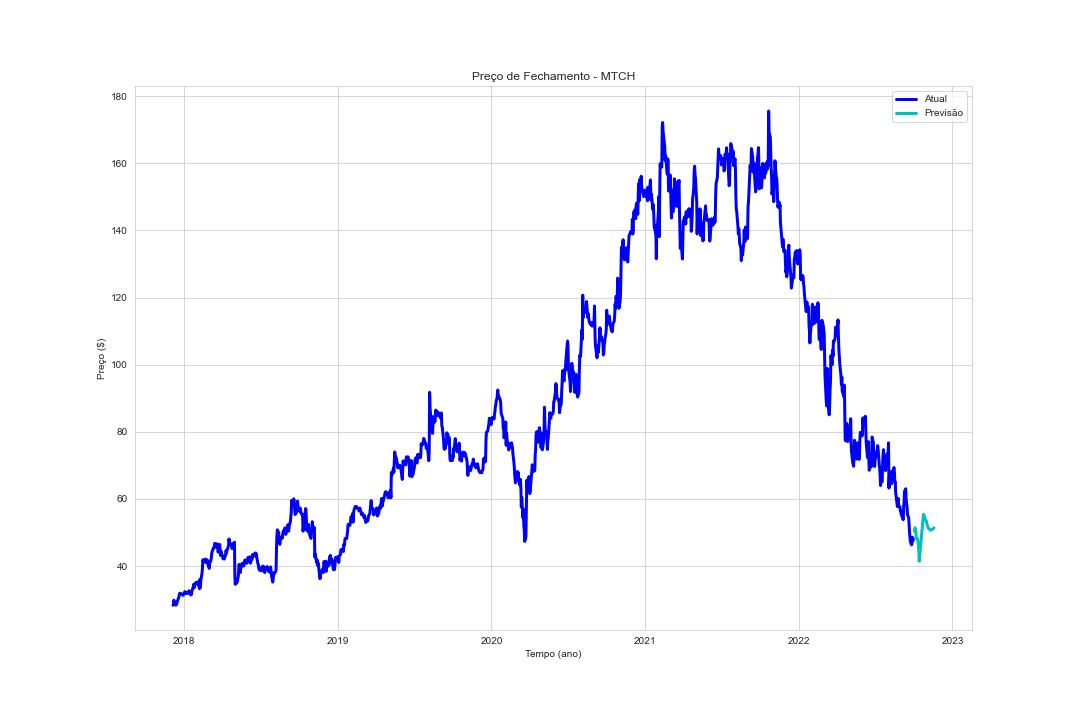 Preço de Fechamento - MTCH
Atual
Previsão
180
160
140
120
100
80
60
40
Preço ($)
2018 2019 2020 2021 2022 2023
Tempo (ano)